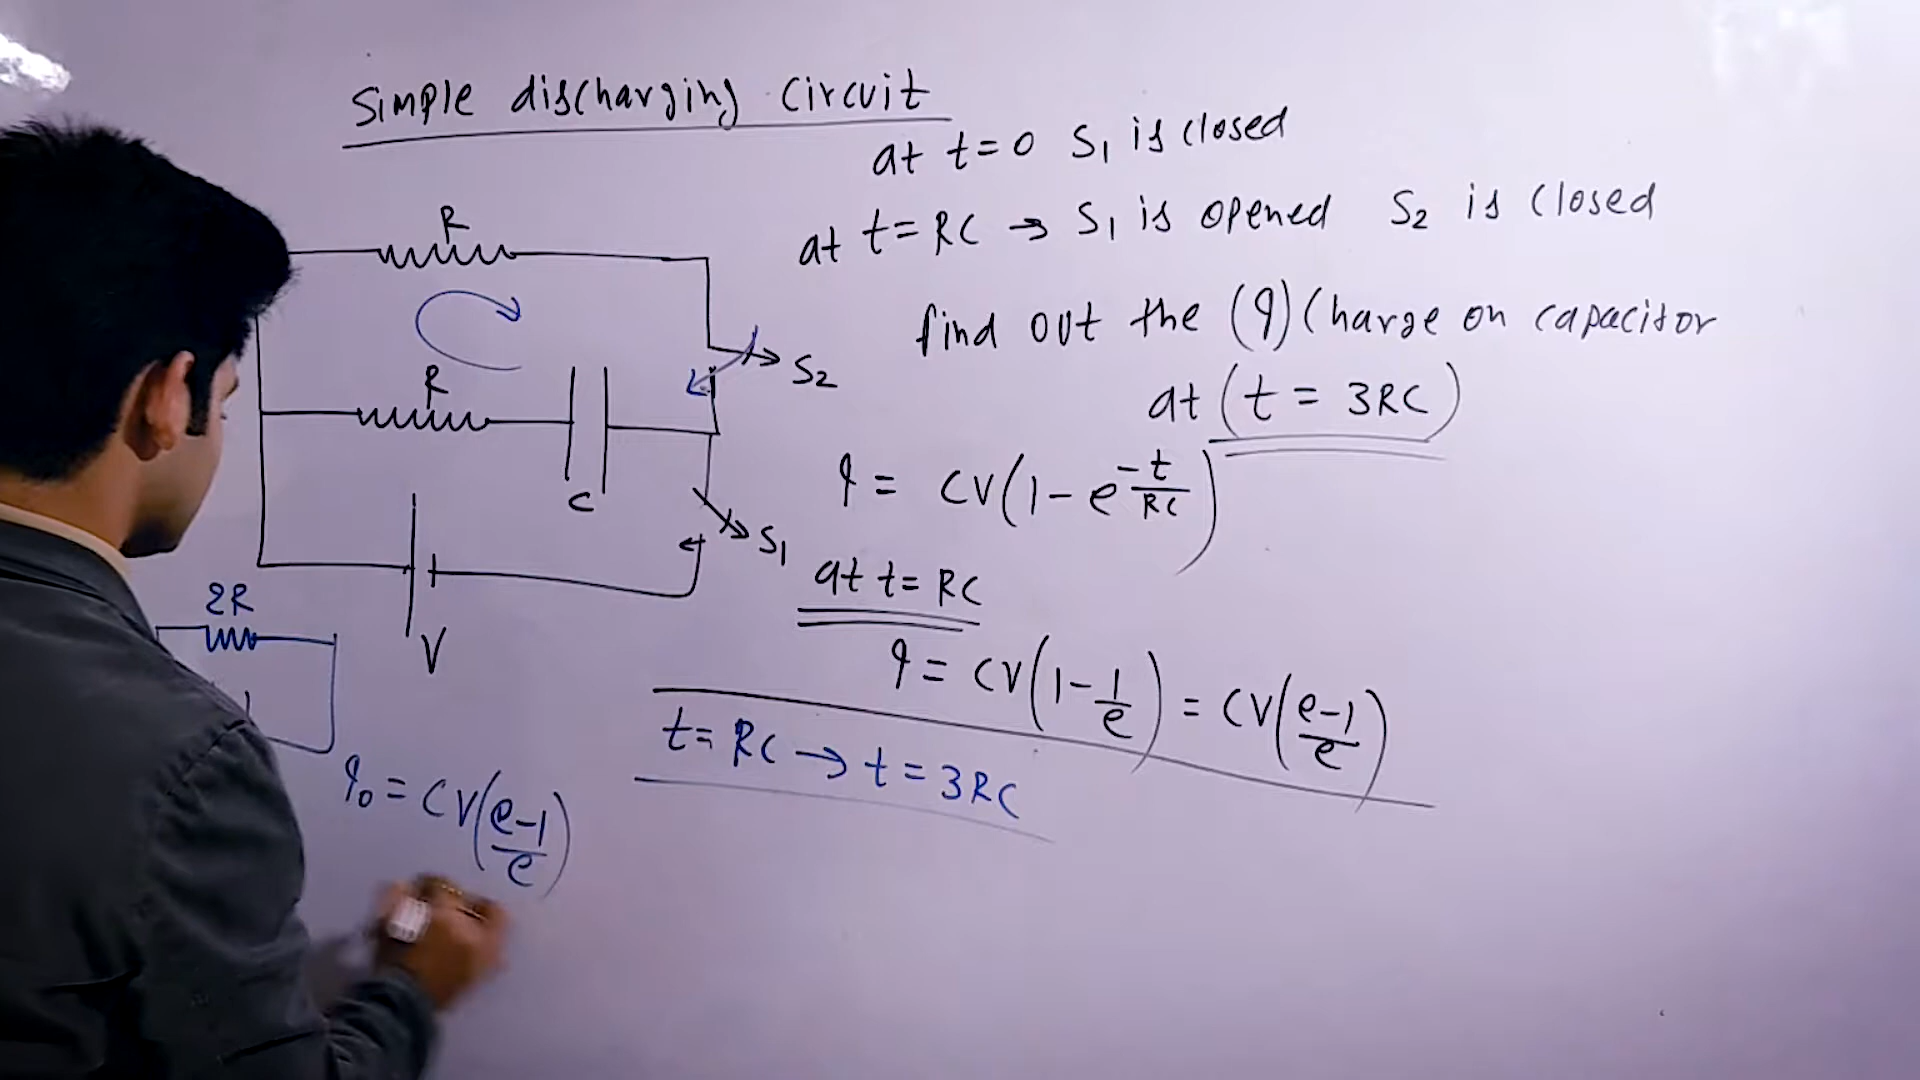 Simple discharging circuit
at t=0 S₁ is closed
at t=RC → S₁ is opened S₂ is closed
find out the (q) Charge on capacitor
at (t = 3RC)
R
S₂
R
C
S₁
V
q = CV(1-e^(-t/RC))
at t=RC
q = CV(1-1/e) = CV((e-1)/e)
t=RC → t=3RC
2R
q₀ = CV((e-1)/e)